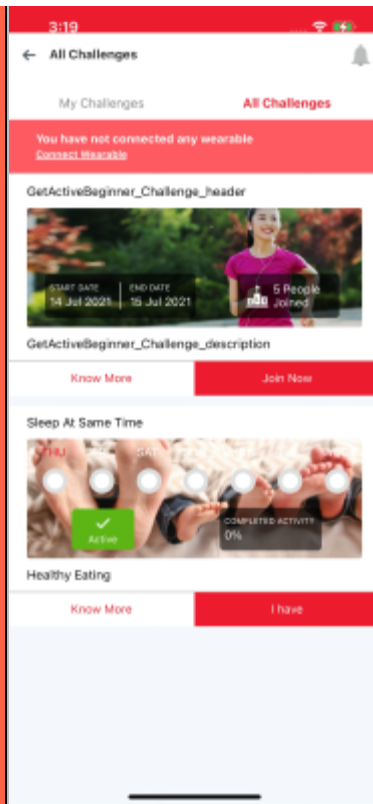 3:19
All Challenges
My Challenges
All Challenges
You have not connected any wearable
Connect Wearable
GetActiveBeginner_Challenge_header
START DATE
14 Jul 2021
END DATE
15 Jul 2021
5 People
Joined
GetActiveBeginner_Challenge_description
Know More
Join Now
Sleep At Same Time
THU
SAT
Active
COMPLETED ACTIVITY
0%
Healthy Eating
Know More
I have